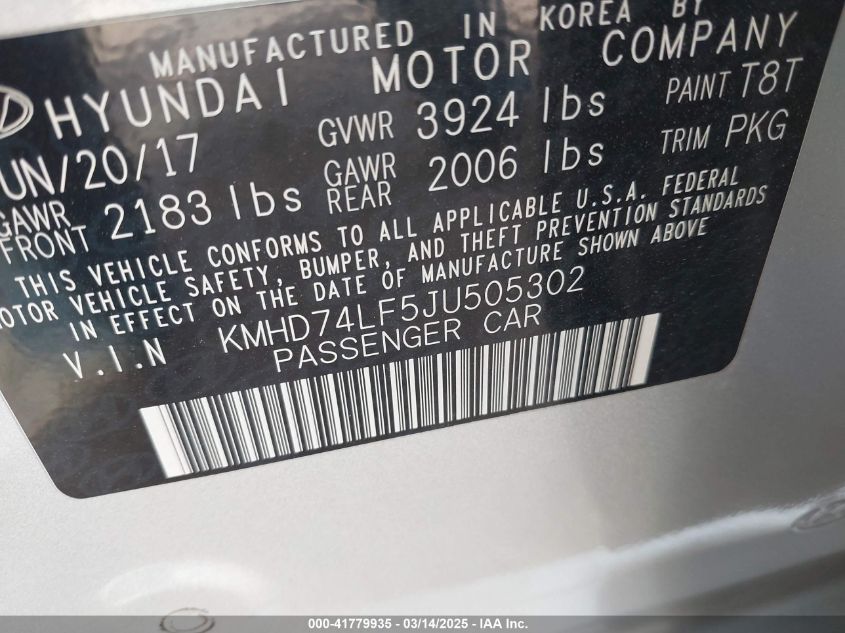 MANUFACTURED IN KOREA BY
HYUNDAI MOTOR COMPANY
UN/20/17 GVWR 3924 lbs PAINT T8T
GAWR FRONT 2183 lbs GAWR REAR 2006 lbs TRIM PKG
THIS VEHICLE CONFORMS TO ALL APPLICABLE U.S.A. FEDERAL
OTOR VEHICLE SAFETY, BUMPER, AND THEFT PREVENTION STANDARDS
IN EFFECT ON THE DATE OF MANUFACTURE SHOWN ABOVE
V.I.N KMHD74LF5JU505302
PASSENGER CAR
000-41779935 - 03/14/2025 - IAA Inc.